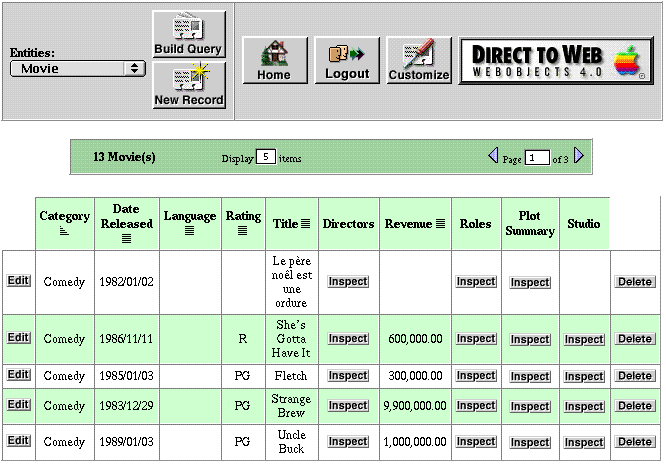 Entities:
Movie
Build Query
New Record
Home
Logout
Customize
DIRECT TO WEB
WEBOBJECTS 4.0
13 Movie(s) Display 5 items Page 1 of 3
Category Date Released Language Rating Title Directors Revenue Roles Plot Summary Studio
Edit Comedy 1982/01/02 Le père noël est une ordure Inspect Inspect Inspect Delete
Edit Comedy 1986/11/11 R She's Gotta Have It Inspect 600,000.00 Inspect Inspect Inspect Delete
Edit Comedy 1985/01/03 PG Fletch Inspect 300,000.00 Inspect Inspect Inspect Delete
Edit Comedy 1983/12/29 PG Strange Brew Inspect 9,900,000.00 Inspect Inspect Inspect Delete
Edit Comedy 1989/01/03 PG Uncle Buck Inspect 1,000,000.00 Inspect Inspect Inspect Delete